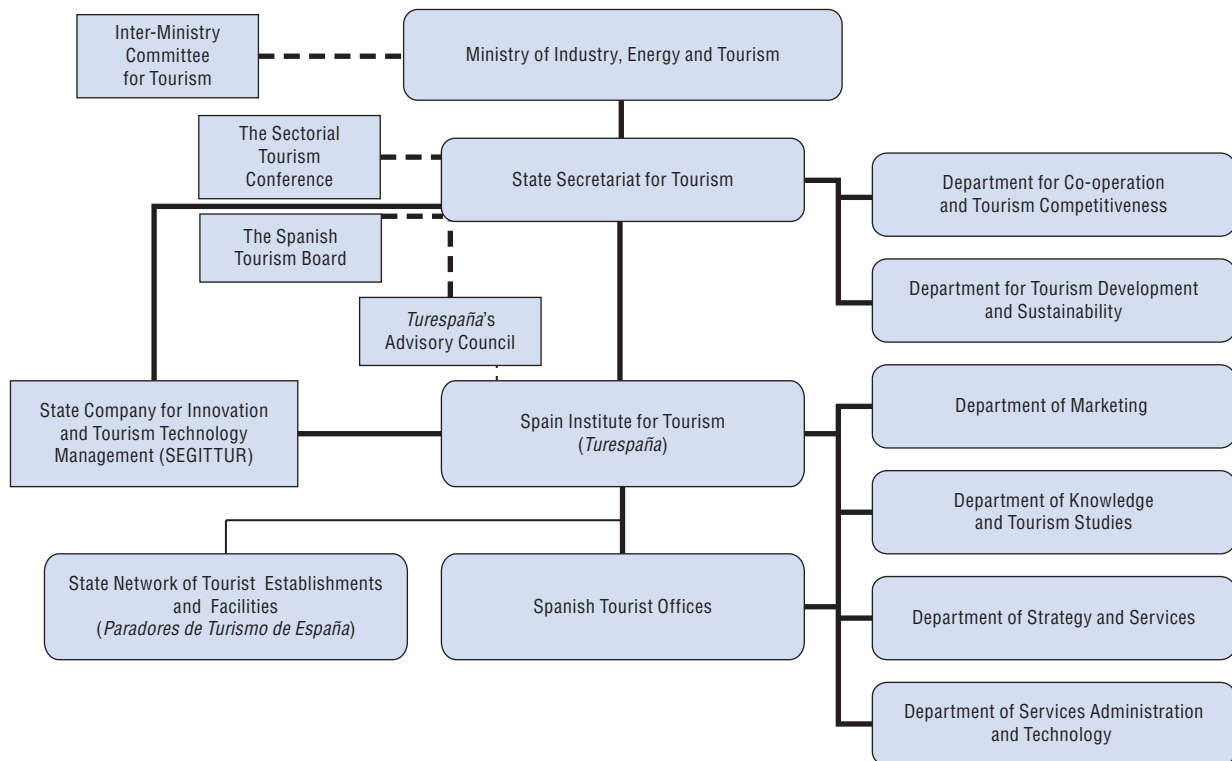 Inter-Ministry
Committee
for Tourism
Ministry of Industry, Energy and Tourism
The Sectorial
Tourism
Conference
State Secretariat for Tourism
Department for Co-operation
and Tourism Competitiveness
The Spanish
Tourism Board
Department for Tourism Development
and Sustainability
Turespaña's
Advisory Council
State Company for Innovation
and Tourism Technology
Management (SEGITTUR)
Spain Institute for Tourism
(Turespaña)
Department of Marketing
Department of Knowledge
and Tourism Studies
State Network of Tourist Establishments
and Facilities
(Paradores de Turismo de España)
Spanish Tourist Offices
Department of Strategy and Services
Department of Services Administration
and Technology